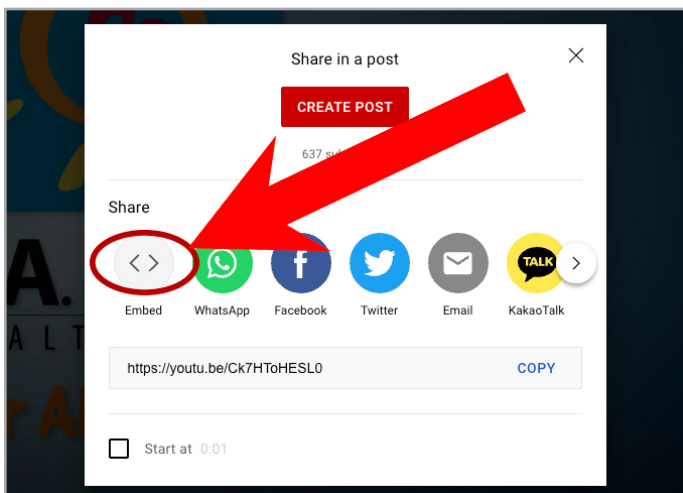 Share in a post
CREATE POST
637
Share
TALK
Embed
WhatsApp
Facebook
Twitter
Email
KakaoTalk
https://youtu.be/Ck7HToHESL0
COPY
Start at 0:01
A.
A L T
r A